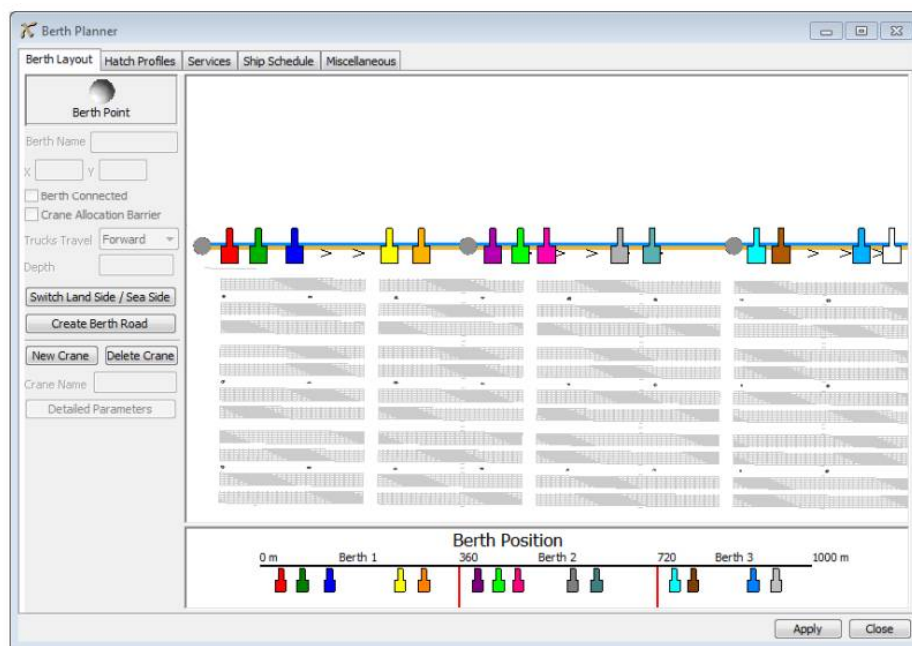 Berth Planner
Berth Layout Hatch Profiles Services Ship Schedule Miscellaneous
Berth Point
Berth Name
X Y
Berth Connected
Crane Allocation Barrier
Trucks Travel Forward
Depth
Switch Land Side / Sea Side
Create Berth Road
New Crane Delete Crane
Crane Name
Detailed Parameters
Berth Position
0 m Berth 1 360 Berth 2 720 Berth 3 1000 m
Apply Close